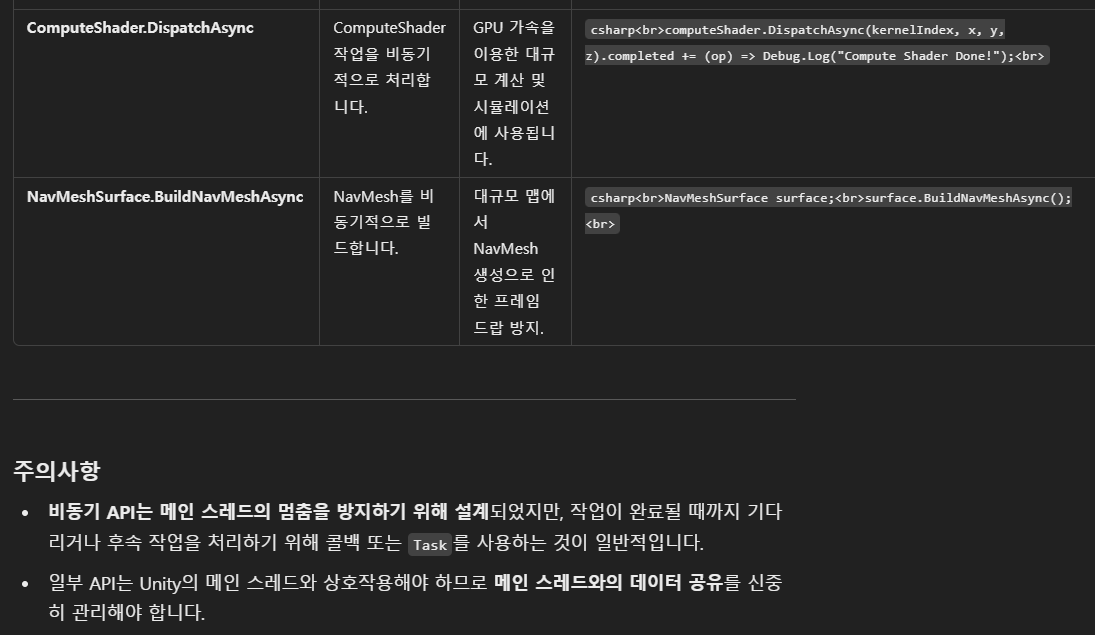 ComputeShader.DispatchAsync
ComputeShader
작업을 비동기
적으로 처리합
니다.
GPU 가속을
이용한 대규
모 계산 및
시뮬레이션
에 사용됩니
다.
csharp<br>computeShader.DispatchAsync(kernelIndex, x, y,
z).completed += (op) => Debug.Log("Compute Shader Done!");<br>
NavMeshSurface.BuildNavMeshAsync
NavMesh를 비
동기적으로 빌
드합니다.
대규모 맵에
서
NavMesh
생성으로 인
한 프레임
드랍 방지.
csharp<br>NavMeshSurface surface;<br>surface.BuildNavMeshAsync();
<br>
주의사항
• 비동기 API는 메인 스레드의 멈춤을 방지하기 위해 설계되었지만, 작업이 완료될 때까지 기다
리거나 후속 작업을 처리하기 위해 콜백 또는 Task를 사용하는 것이 일반적입니다.
• 일부 API는 Unity의 메인 스레드와 상호작용해야 하므로 메인 스레드와의 데이터 공유를 신중
히 관리해야 합니다.